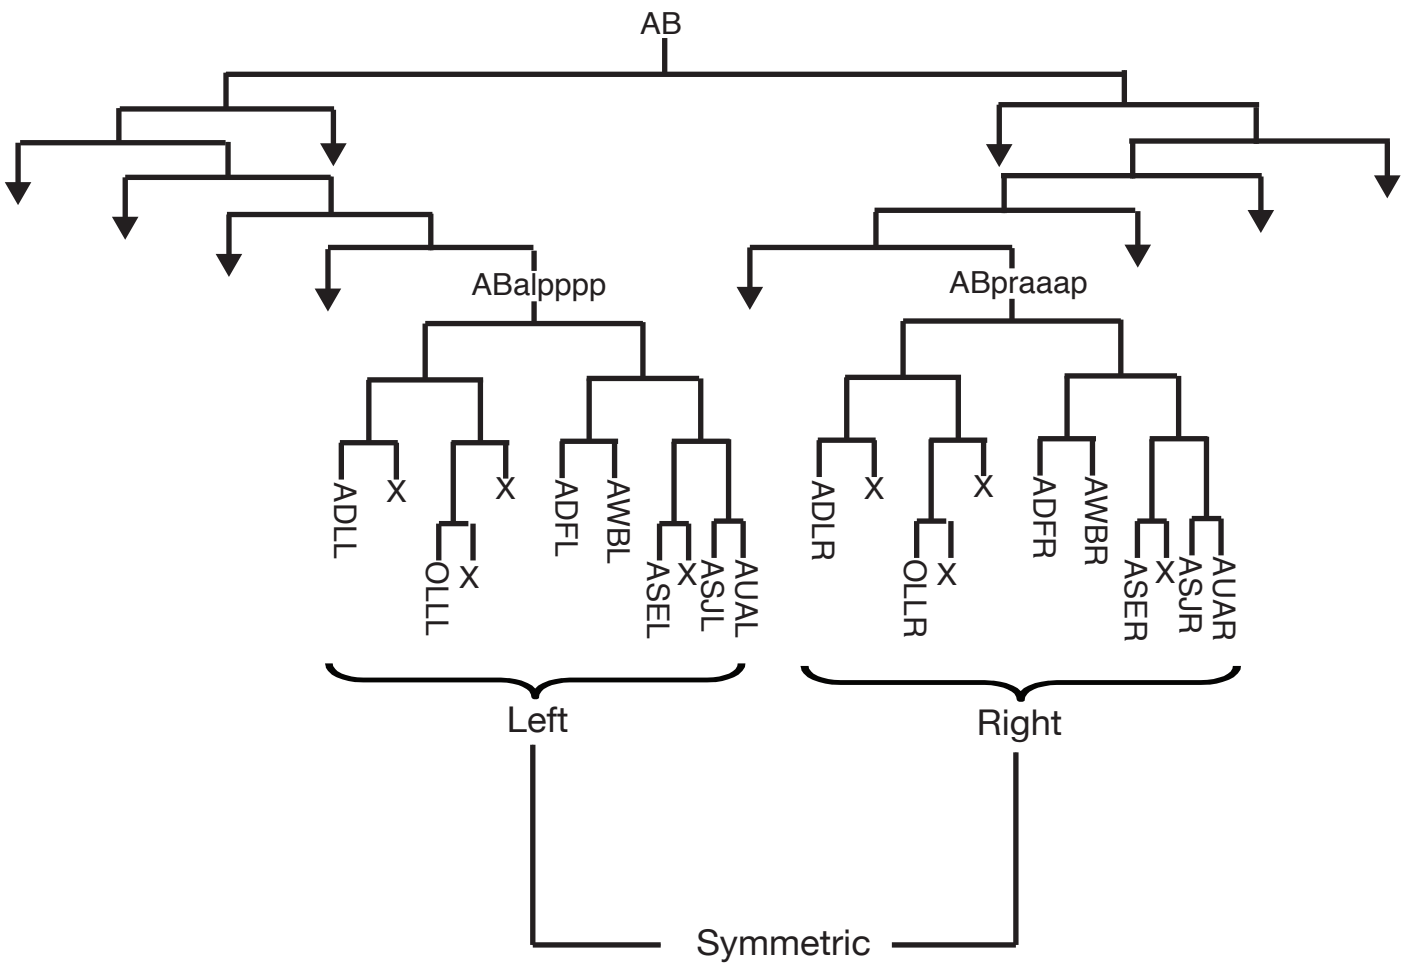 AB
ABalpppp
ABpraaap
ADLL
X
OLLL
X
X
ADFL
AWBL
ASEL
X
ASJL
AUAL
ADLR
X
OLLR
X
X
ADFR
AWBR
ASER
X
ASJR
AUAR
Left
Right
Symmetric